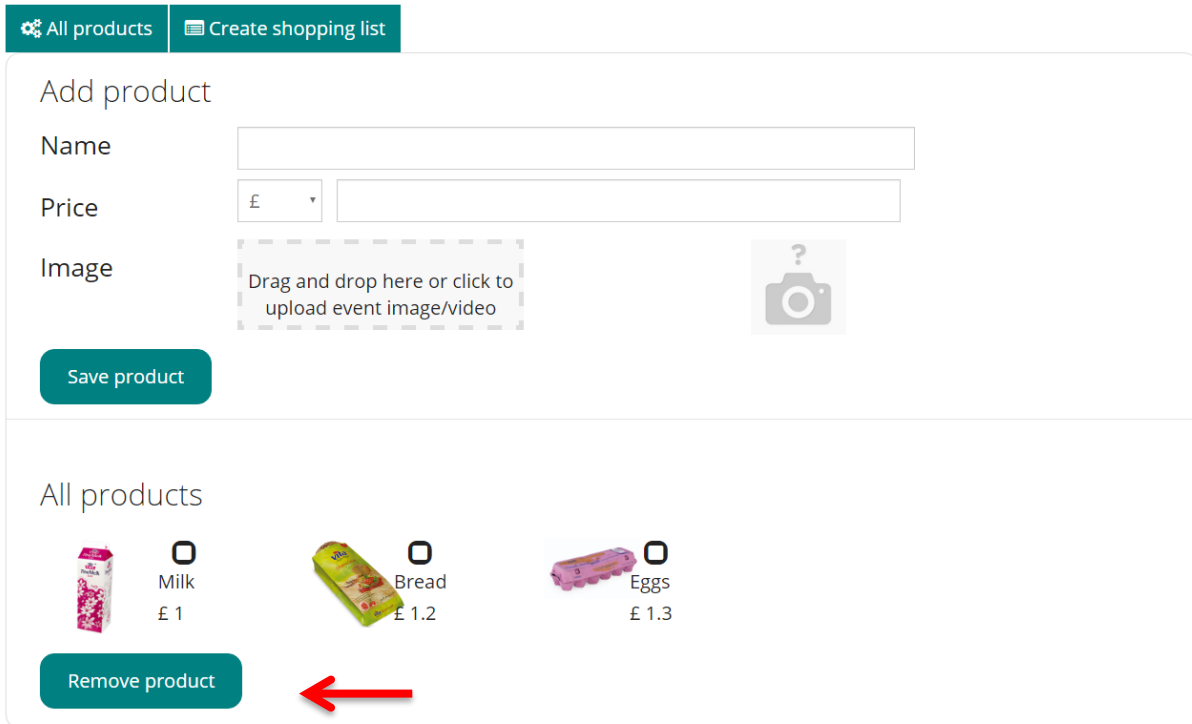 All products
Create shopping list
Add product
Name
Price
£
Image
Drag and drop here or click to
upload event image/video
?
Save product
All products
Milk
£ 1
Bread
£ 1.2
Eggs
£ 1.3
Remove product